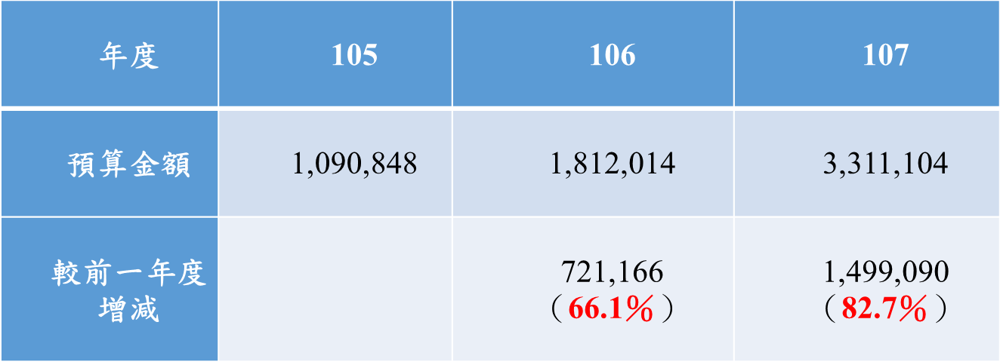 年度 105 106 107
預算金額 1,090,848 1,812,014 3,311,104
較前一年度
增減
721,166
（66.1％）
1,499,090
（82.7％）